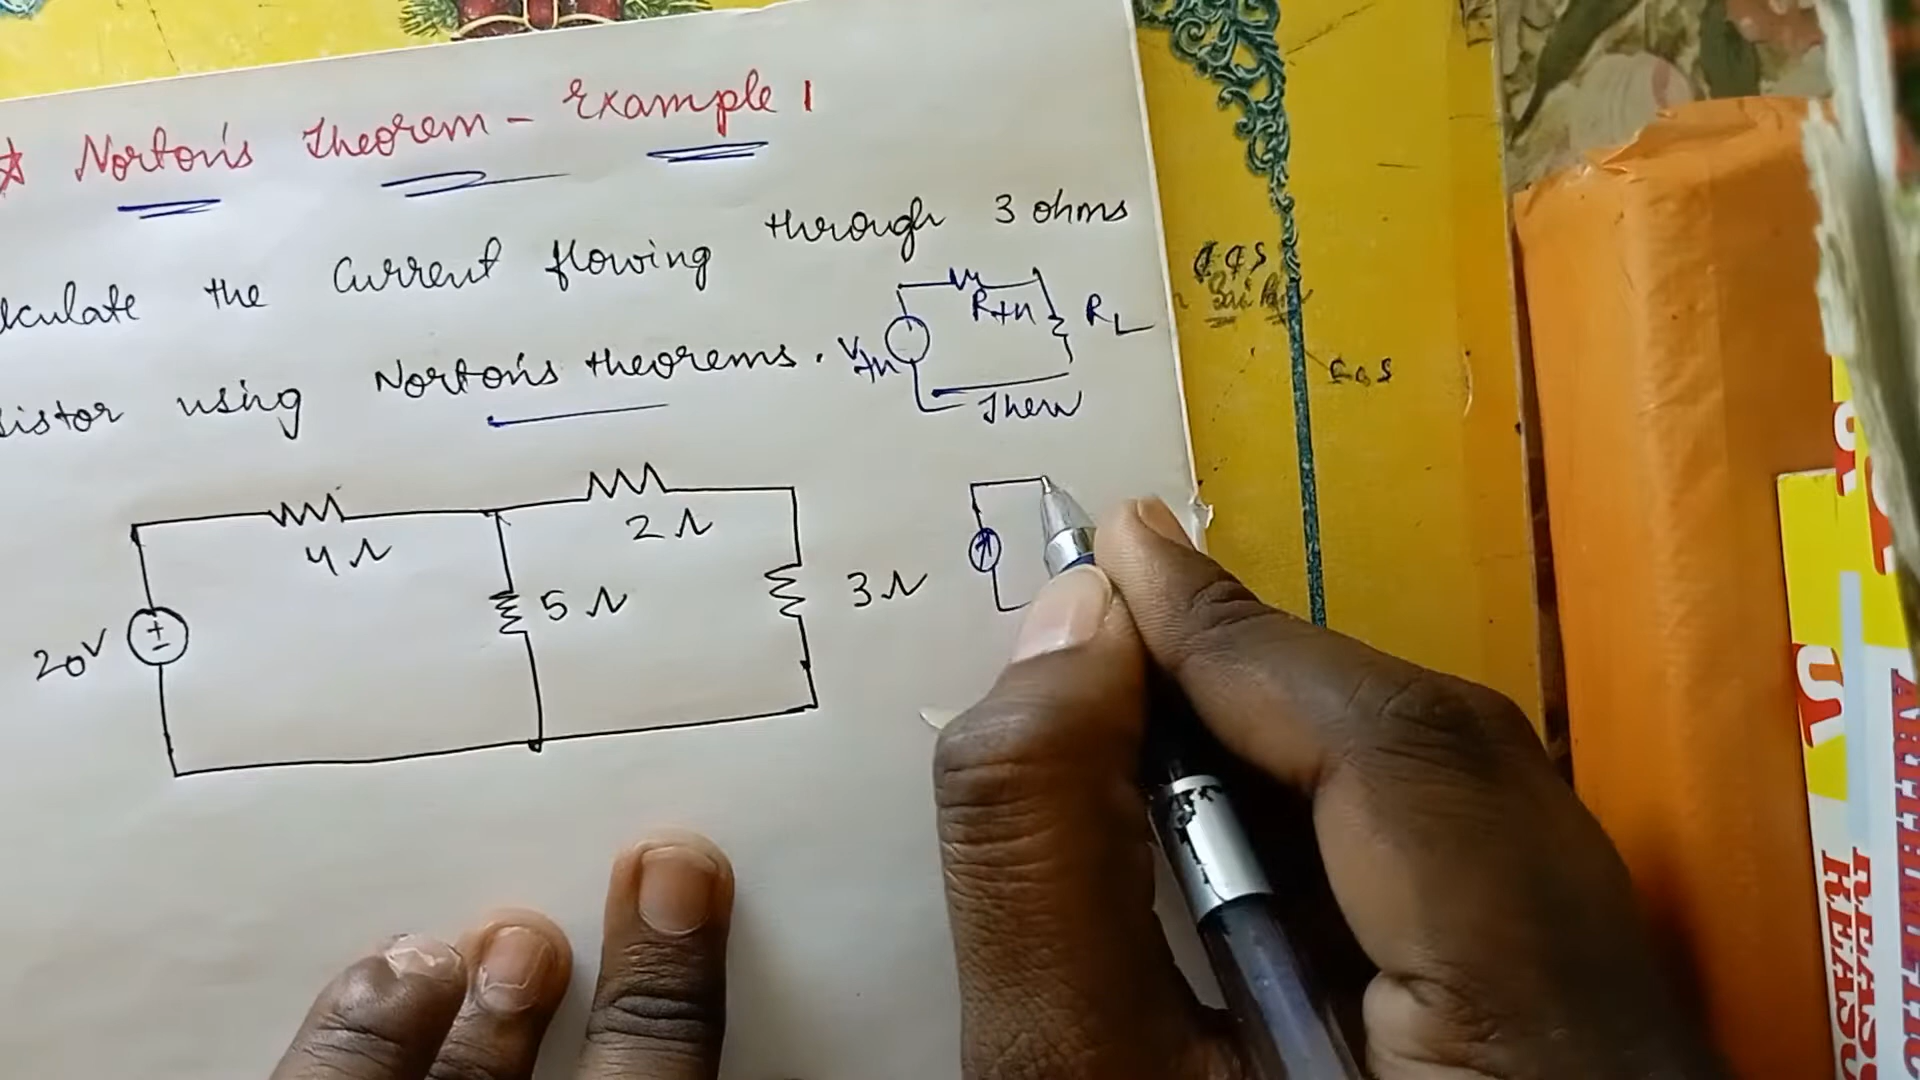 ☆ Norton's Theorem - Example 1
lculate the current flowing through 3 ohms
sistor using Norton's theorems.
Rth
RL
Vth
Thev
4Ω
2Ω
5Ω
3Ω
20V
+
-